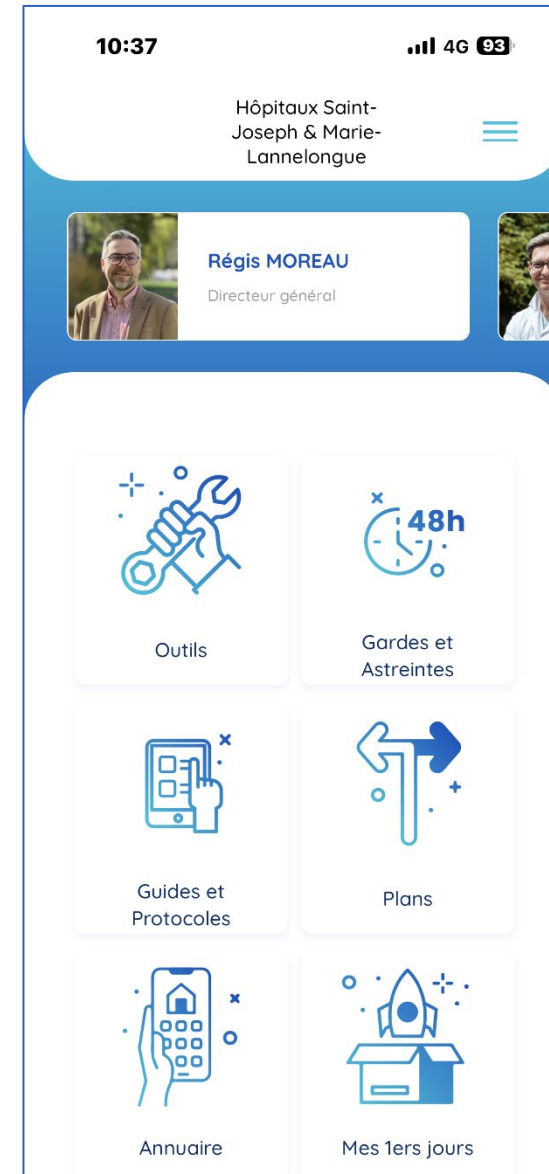 10:37
4G 93
Hôpitaux Saint-
Joseph & Marie-
Lannelongue
Régis MOREAU
Directeur général
48h
Outils
Gardes et
Astreintes
Guides et
Protocoles
Plans
Annuaire
Mes 1ers jours